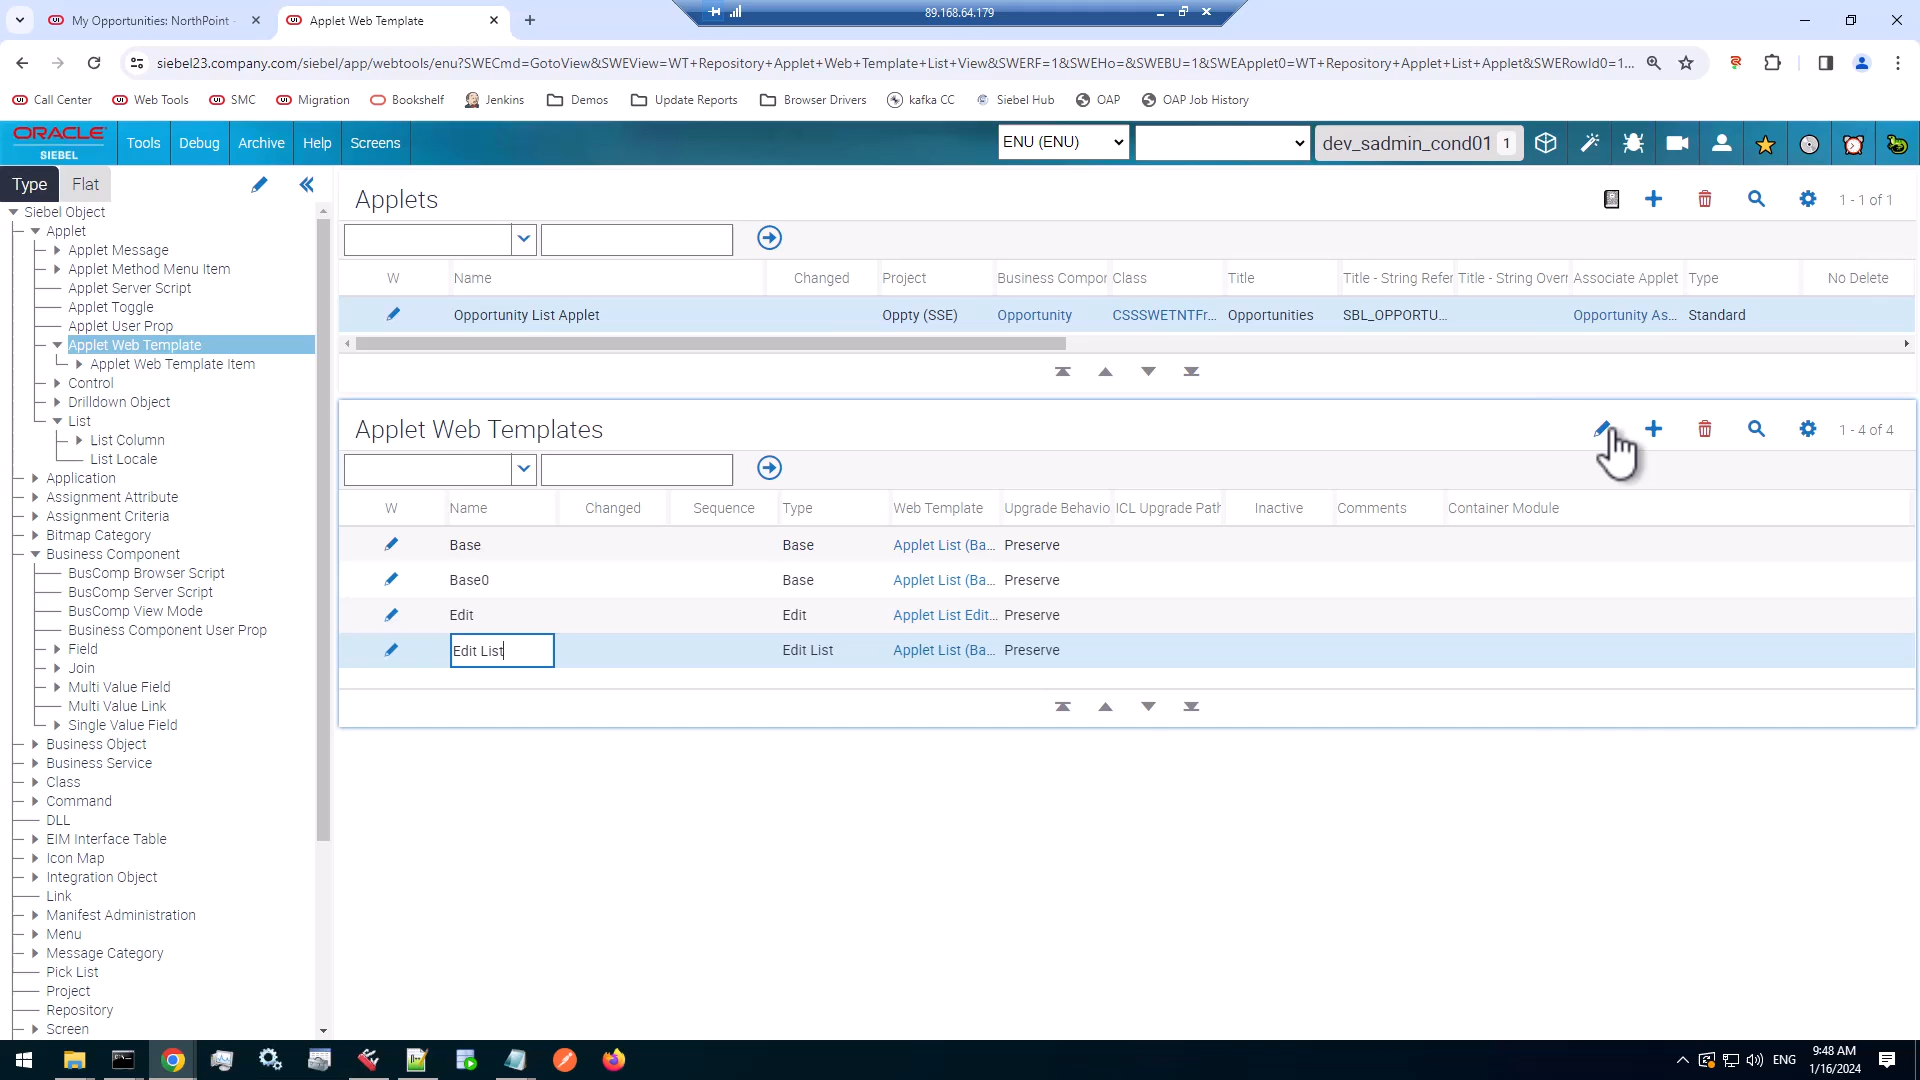 My Opportunities: NorthPoint
Applet Web Template
89.168.64.179
siebel23.company.com/siebel/app/webtools/enu?SWECmd=GotoView&SWEView=WT+Repository+Applet+Web+Template+List+View&SWERF=1&SWEHo=&SWEBU=1&SWEApplet0=WT+Repository+Applet+List+Applet&SWERowId0=1...
Call Center
Web Tools
SMC
Migration
Bookshelf
Jenkins
Demos
Update Reports
Browser Drivers
kafka CC
Siebel Hub
OAP
OAP Job History
ORACLE
SIEBEL
Tools
Debug
Archive
Help
Screens
ENU (ENU)
dev_sadmin_cond01 1
Type
Flat
Siebel Object
Applet
Applet Message
Applet Method Menu Item
Applet Server Script
Applet Toggle
Applet User Prop
Applet Web Template
Applet Web Template Item
Control
Drilldown Object
List
List Column
List Locale
Application
Assignment Attribute
Assignment Criteria
Bitmap Category
Business Component
BusComp Browser Script
BusComp Server Script
BusComp View Mode
Business Component User Prop
Field
Join
Multi Value Field
Multi Value Link
Single Value Field
Business Object
Business Service
Class
Command
DLL
EIM Interface Table
Icon Map
Integration Object
Link
Manifest Administration
Menu
Message Category
Pick List
Project
Repository
Screen
Applets
1 - 1 of 1
W Name Changed Project Business Compor Class Title Title - String Refer Title - String Overr Associate Applet Type No Delete
Opportunity List Applet Oppty (SSE) Opportunity CSSSWETNTFr... Opportunities SBL_OPPORTU... Opportunity As... Standard
Applet Web Templates
1 - 4 of 4
W Name Changed Sequence Type Web Template Upgrade Behavio ICL Upgrade Path Inactive Comments Container Module
Base Base Applet List (Ba... Preserve
Base0 Base Applet List (Ba... Preserve
Edit Edit Applet List Edit... Preserve
Edit List Edit List Applet List (Ba... Preserve
ENG
9:48 AM
1/16/2024